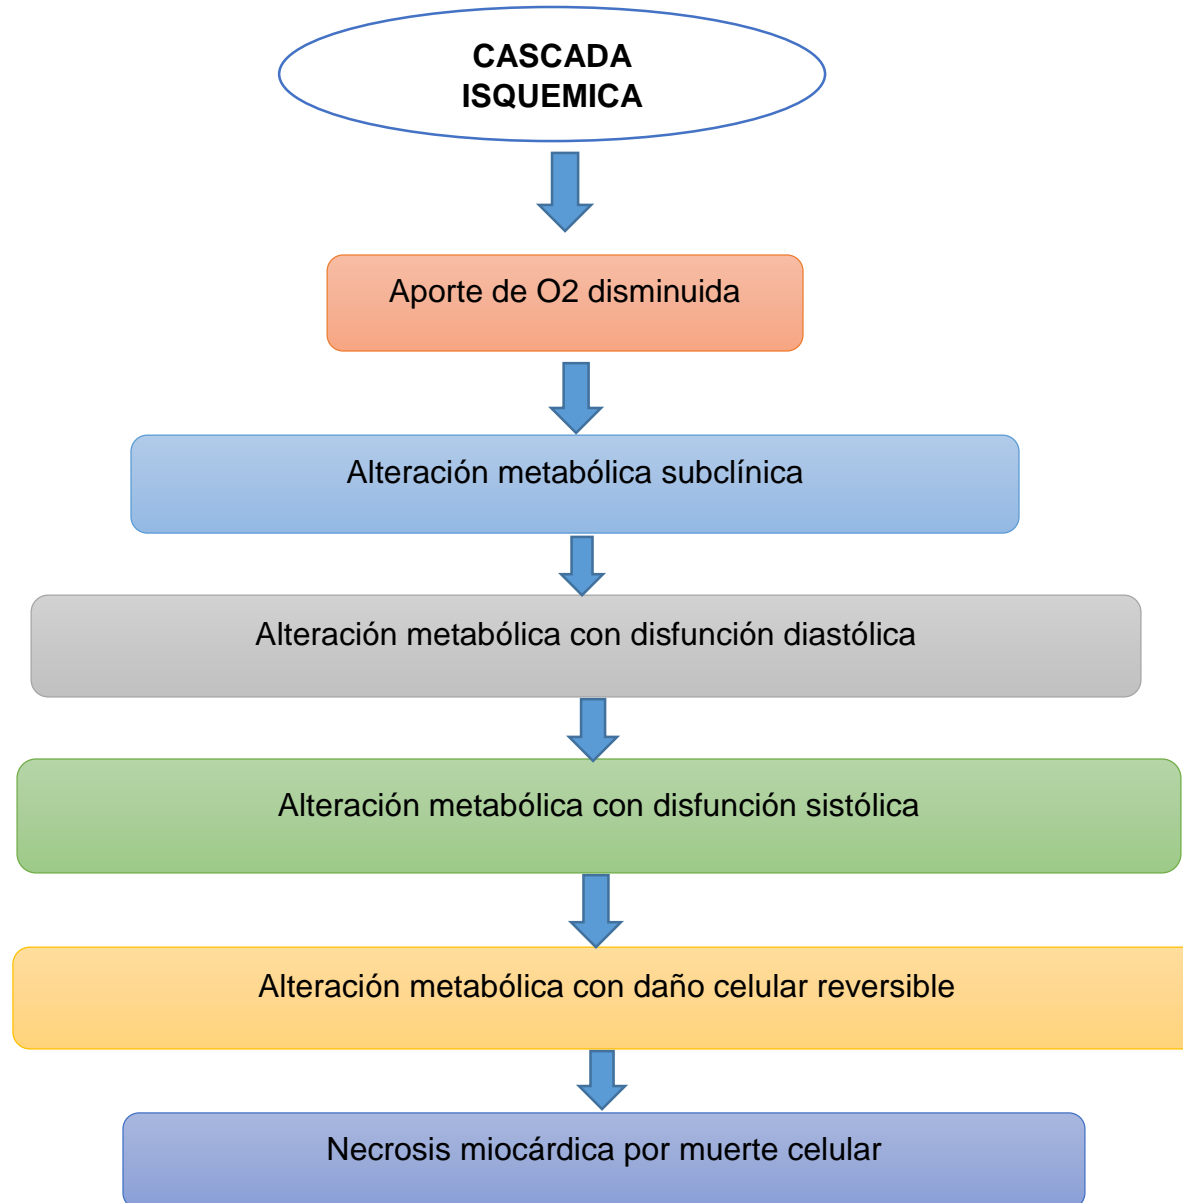 CASCADA
ISQUEMICA
Aporte de O2 disminuida
Alteración metabólica subclínica
Alteración metabólica con disfunción diastólica
Alteración metabólica con disfunción sistólica
Alteración metabólica con daño celular reversible
Necrosis miocárdica por muerte celular